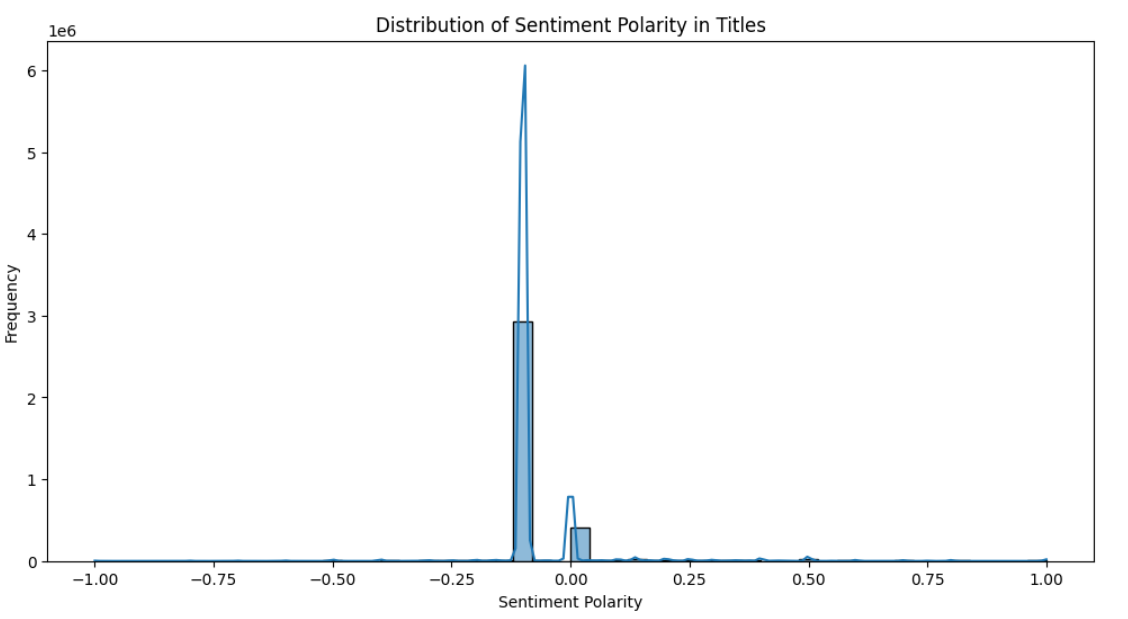 Distribution of Sentiment Polarity in Titles
1e6
6
5
4
3
2
1
0
Frequency
−1.00 −0.75 −0.50 −0.25 0.00 0.25 0.50 0.75 1.00
Sentiment Polarity